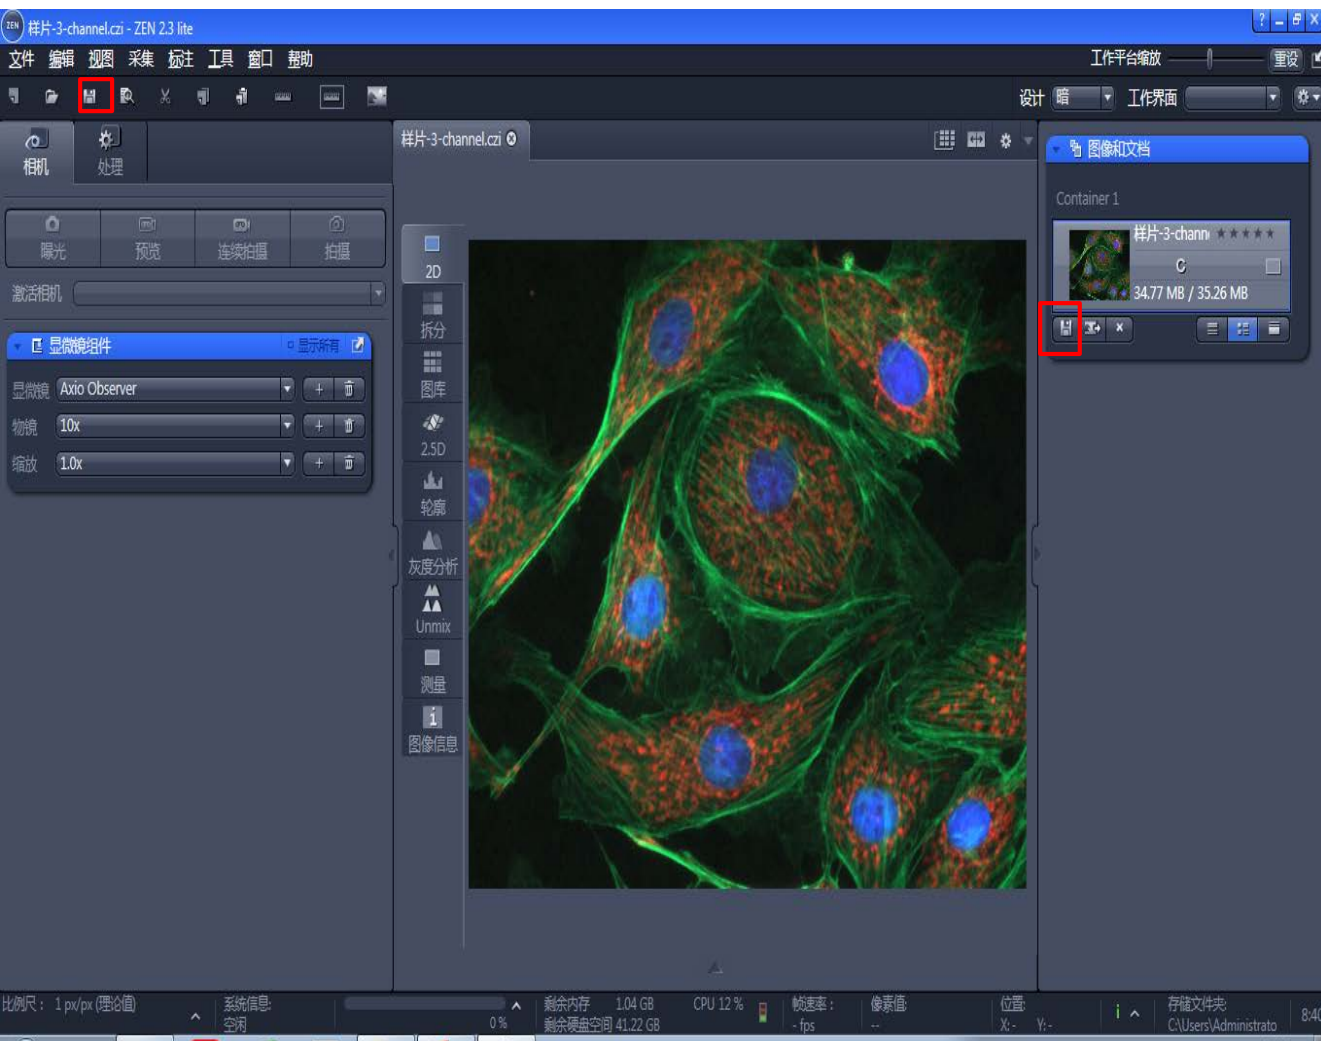 ZEN 样片-3-channel.czi - ZEN 2.3 lite
文件 编辑 视图 采集 标注 工具 窗口 帮助
工作平台缩放 重设
设计 暗 工作界面
相机 处理
样片-3-channel.czi
图像和文档
Container 1
样片-3-chann
C
34.77 MB / 35.26 MB
曝光 预览 连续拍摄 拍摄
激活相机
显微镜组件 显示所有
显微镜 Axio Observer
物镜 10x
缩放 1.0x
2D
拆分
图库
2.5D
轮廓
灰度分析
Unmix
测量
图像信息
比例尺： 1 px/px (理论值)
系统信息:
空闲
0 %
剩余内存 1.04 GB
剩余硬盘空间 41.22 GB
CPU 12 %
帧速率：
- fps
像素值:
--
位置:
X: - Y: -
存储文件夹:
C:\Users\Administrato
8:40